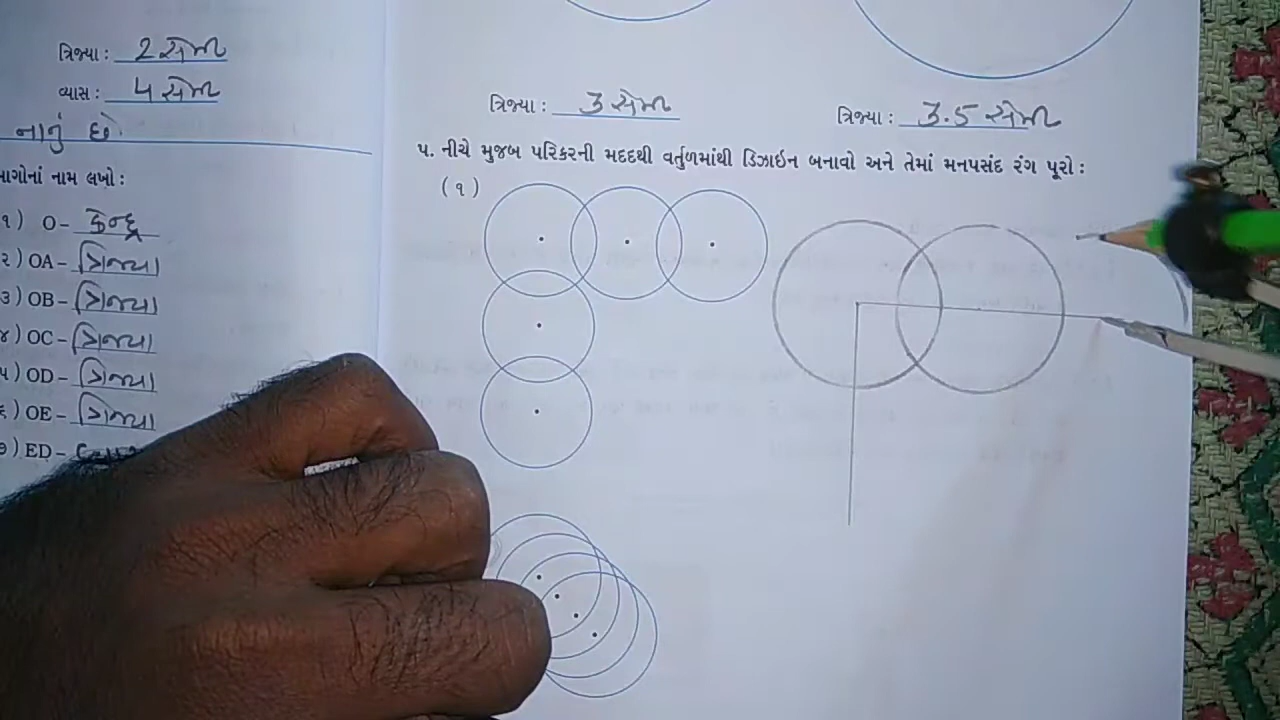 ત્રિજ્યા : 2 સેમી
વ્યાસ : 4 સેમી
નાનું છે.
ભાગોનાં નામ લખો :
૧) O - કેન્દ્ર
૨) OA - ત્રિજ્યા
૩) OB - ત્રિજ્યા
૪) OC - ત્રિજ્યા
૫) OD - ત્રિજ્યા
૬) OE - ત્રિજ્યા
૭) ED -
ત્રિજ્યા : 3 સેમી
ત્રિજ્યા : 3.5 સેમી
૫. નીચે મુજબ પરિકરની મદદથી વર્તુળમાંથી ડિઝાઇન બનાવો અને તેમાં મનપસંદ રંગ પૂરો :
(૧)